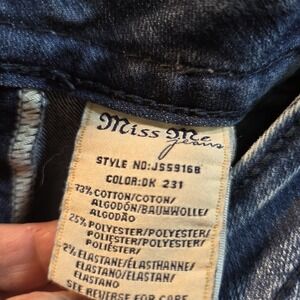 Miss Me
Jeans
STYLE NO:JS5916B
COLOR:DK 231
73% COTTON/COTON/
ALGODÓN/BAUMWOLLE/
ALGODÃO
25% POLYESTER/POLYESTER/
POLIÉSTER/POLYESTER/
POLIÉSTER/
2% ELASTANE/ÉLASTHANNE/
ELASTANO/ELASTAN/
ELASTANO
SEE REVERSE FOR CARE